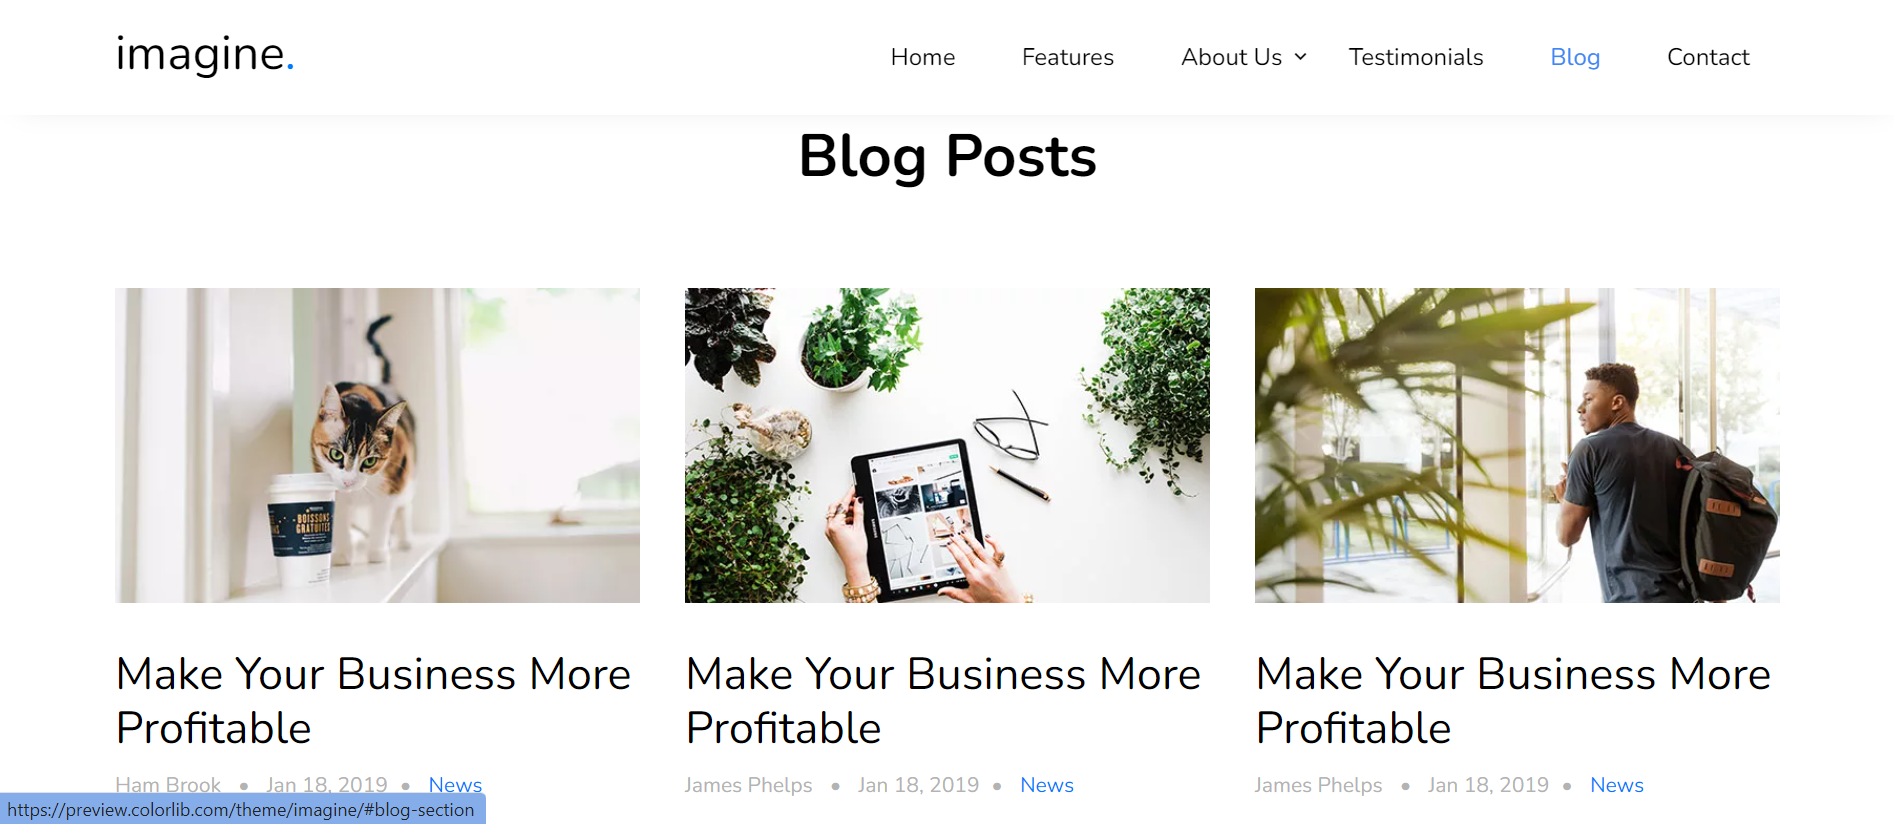 imagine.
Home Features About Us Testimonials Blog Contact
Blog Posts
BOISSONS
GRATUITES
Make Your Business More
Profitable
Ham Brook • Jan 18, 2019 • News
Make Your Business More
Profitable
James Phelps • Jan 18, 2019 • News
Make Your Business More
Profitable
James Phelps • Jan 18, 2019 • News
https://preview.colorlib.com/theme/imagine/#blog-section